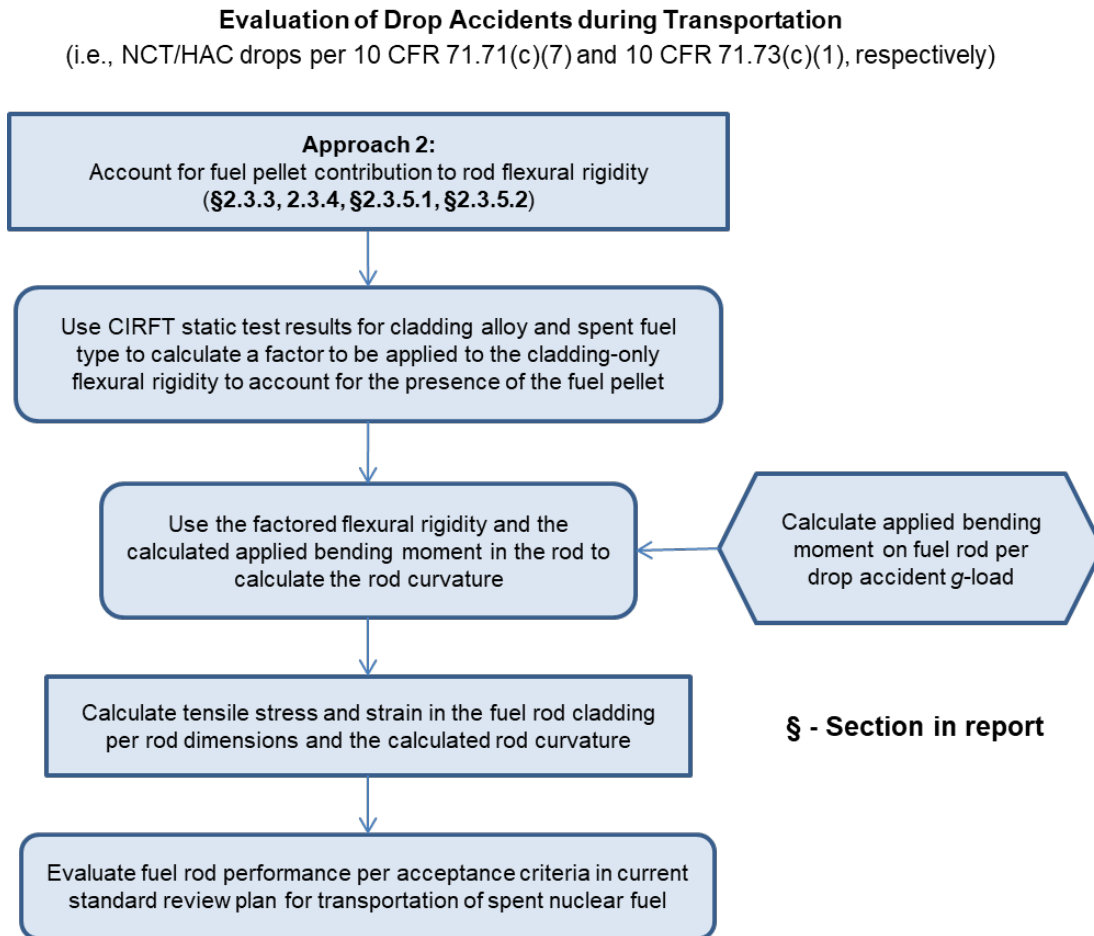 Evaluation of Drop Accidents during Transportation
(i.e., NCT/HAC drops per 10 CFR 71.71(c)(7) and 10 CFR 71.73(c)(1), respectively)
Approach 2:
Account for fuel pellet contribution to rod flexural rigidity
(§2.3.3, 2.3.4, §2.3.5.1, §2.3.5.2)
Use CIRFT static test results for cladding alloy and spent fuel
type to calculate a factor to be applied to the cladding-only
flexural rigidity to account for the presence of the fuel pellet
Use the factored flexural rigidity and the
calculated applied bending moment in the rod to
calculate the rod curvature
Calculate applied bending
moment on fuel rod per
drop accident g-load
Calculate tensile stress and strain in the fuel rod cladding
per rod dimensions and the calculated rod curvature
§ - Section in report
Evaluate fuel rod performance per acceptance criteria in current
standard review plan for transportation of spent nuclear fuel